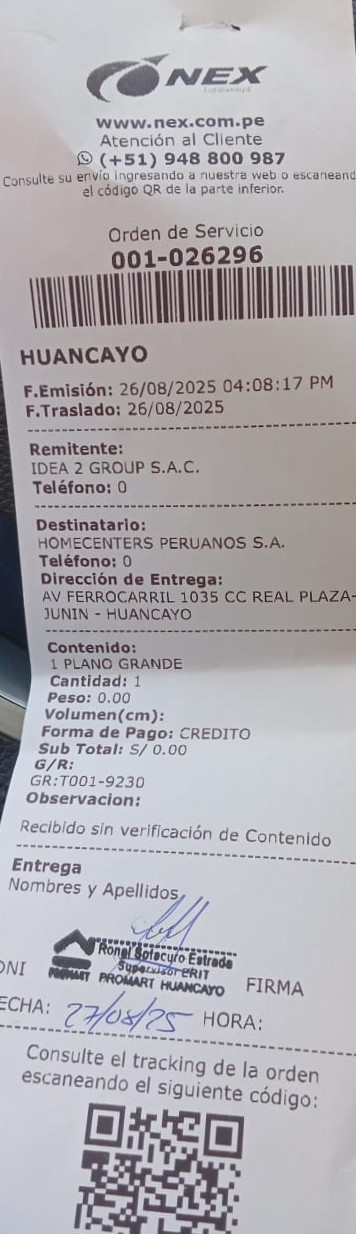 NEX
www.nex.com.pe
Atención al Cliente
(+51) 948 800 987
Consulte su envío ingresando a nuestra web o escaneand
el código QR de la parte inferior.
Orden de Servicio
001-026296
HUANCAYO
F.Emisión: 26/08/2025 04:08:17 PM
F.Traslado: 26/08/2025
Remitente:
IDEA 2 GROUP S.A.C.
Teléfono: 0
Destinatario:
HOMECENTERS PERUANOS S.A.
Teléfono: 0
Dirección de Entrega:
AV FERROCARRIL 1035 CC REAL PLAZA-
JUNIN - HUANCAYO
Contenido:
1 PLANO GRANDE
Cantidad: 1
Peso: 0.00
Volumen(cm):
Forma de Pago: CREDITO
Sub Total: S/ 0.00
G/R:
GR:T001-9230
Observacion:
Recibido sin verificación de Contenido
Entrega
Nombres y Apellidos
Supervisor
PROMART PROMART HUANCAYO
DNI FIRMA
ECHA: 27/08/25 HORA:
Consulte el tracking de la orden
escaneando el siguiente código: